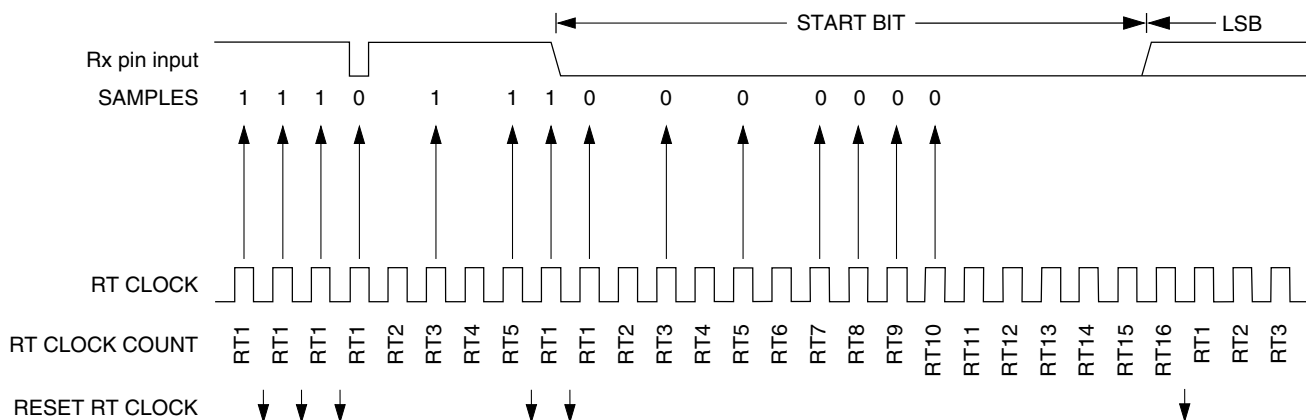 START BIT LSB
Rx pin input
SAMPLES 1 1 1 0 1 1 1 0 0 0 0 0 0 0
RT CLOCK
RT CLOCK COUNT RT1 RT1 RT1 RT1 RT2 RT3 RT4 RT5 RT1 RT1 RT2 RT3 RT4 RT5 RT6 RT7 RT8 RT9 RT10 RT11 RT12 RT13 RT14 RT15 RT16 RT1 RT2 RT3
RESET RT CLOCK